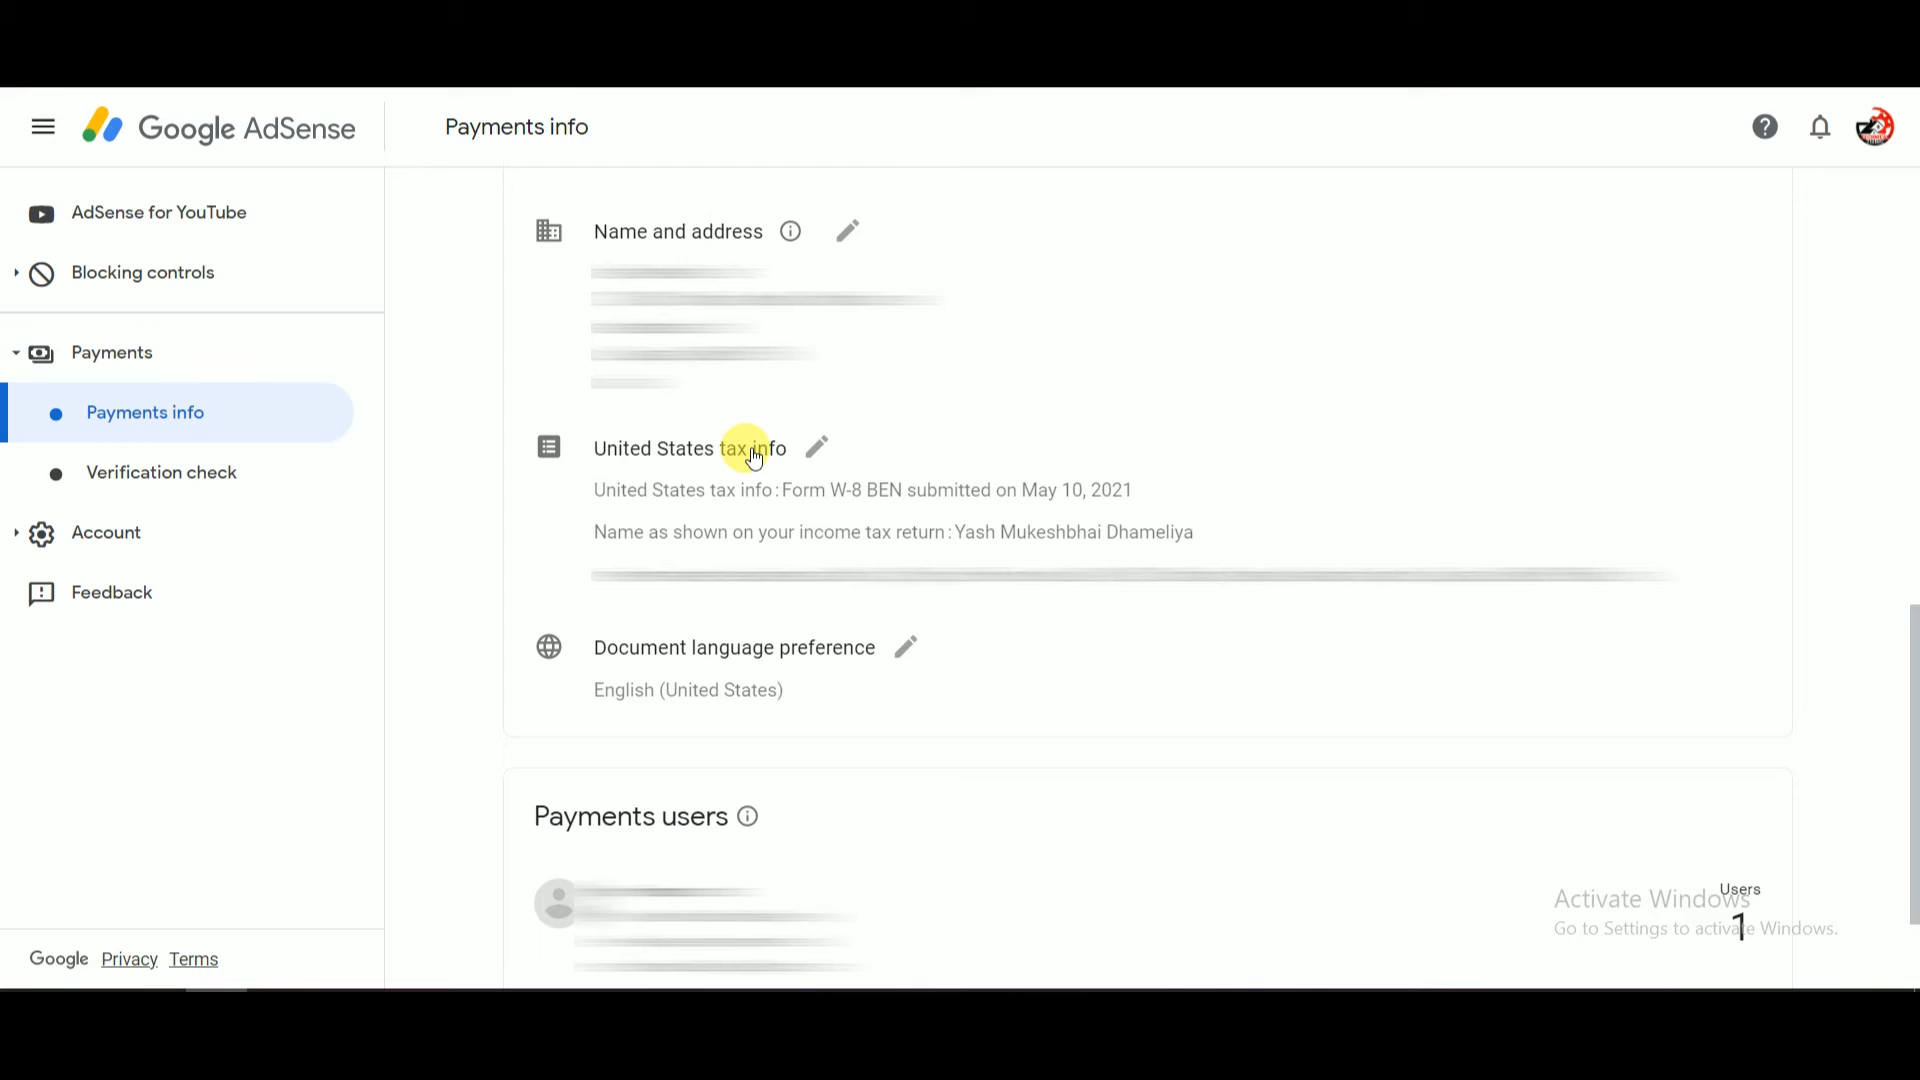 Google AdSense
Payments info
AdSense for YouTube
Blocking controls
Payments
Payments info
Verification check
Account
Feedback
Google Privacy Terms
Name and address
United States tax info
United States tax info : Form W-8 BEN submitted on May 10, 2021
Name as shown on your income tax return : Yash Mukeshbhai Dhameliya
Document language preference
English (United States)
Payments users
Users
1
Activate Windows
Go to Settings to activate Windows.